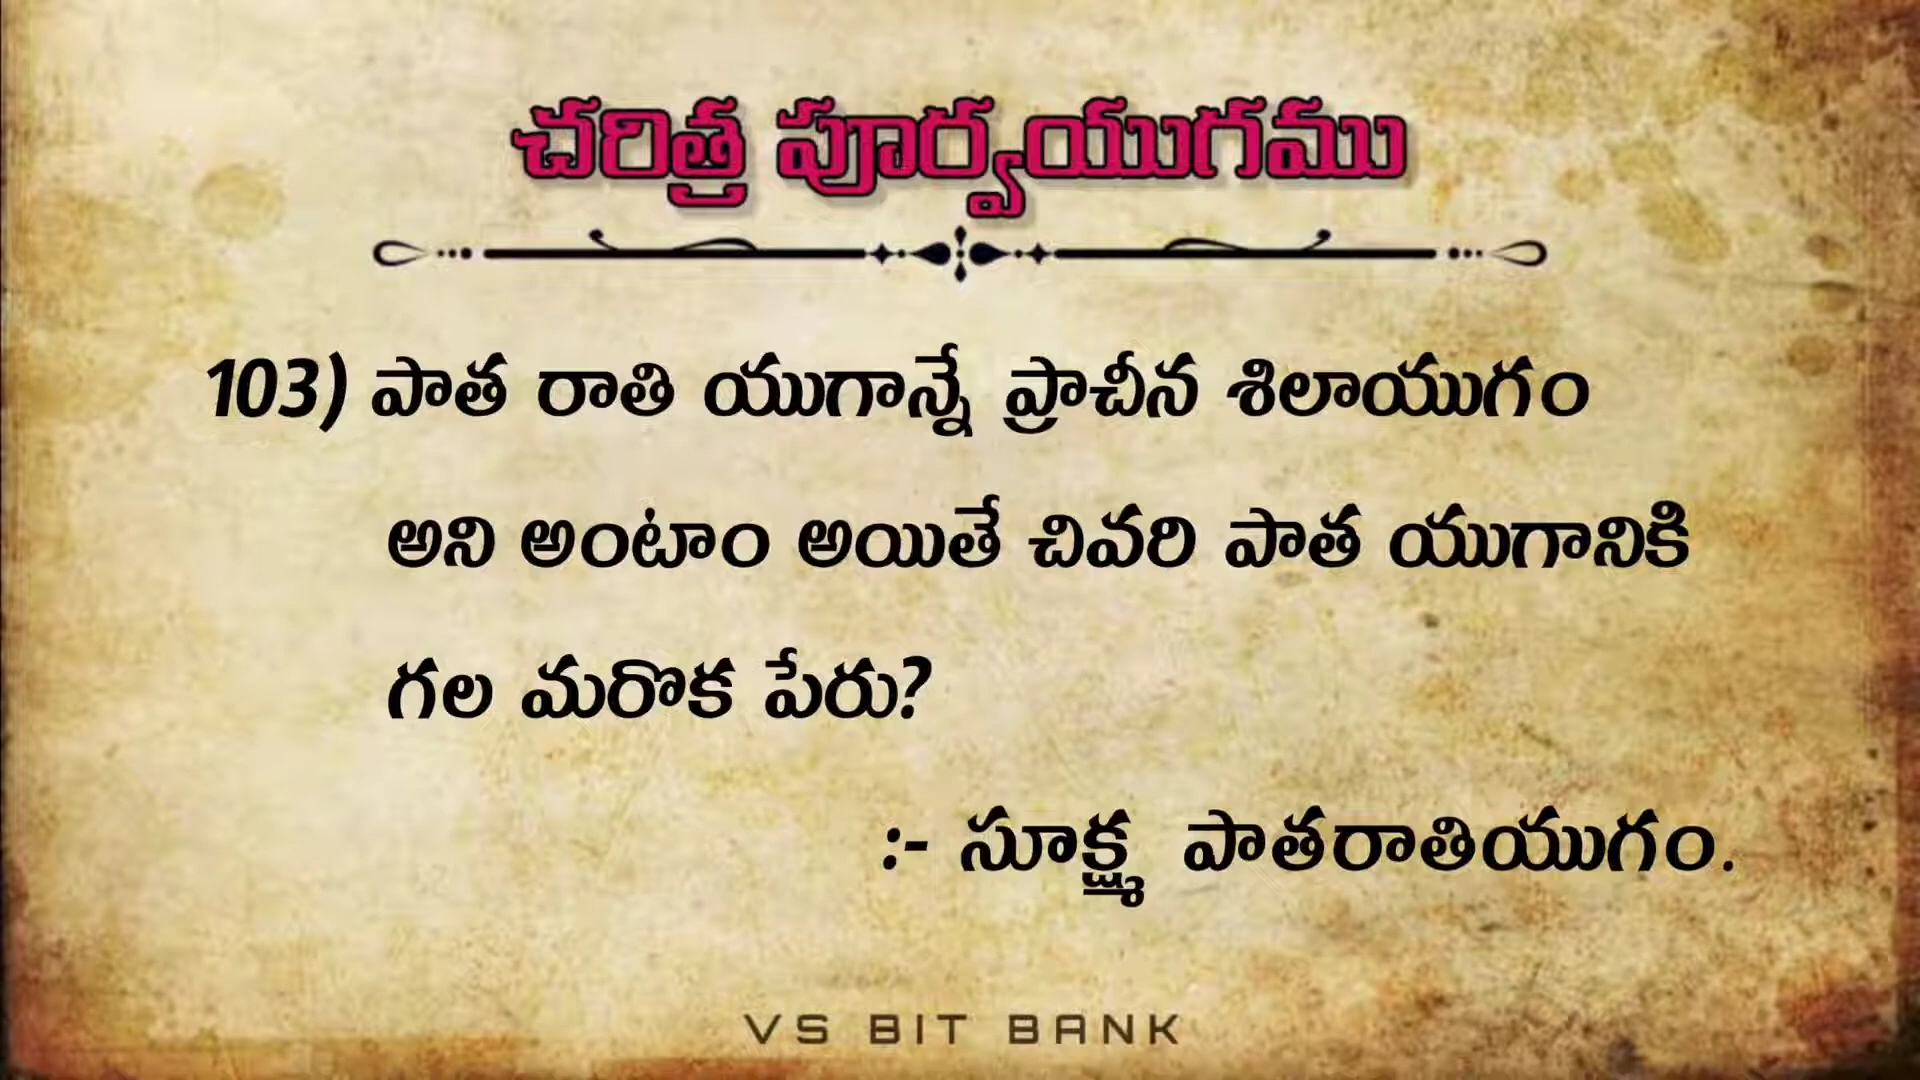 చరిత్ర పూర్వయుగము
103) పాత రాతి యుగాన్నే ప్రాచీన శిలాయుగం
అని అంటాం అయితే చివరి పాత యుగానికి
గల మరొక పేరు?
:- సూక్ష్మ పాతరాతియుగం.
VS BIT BANK